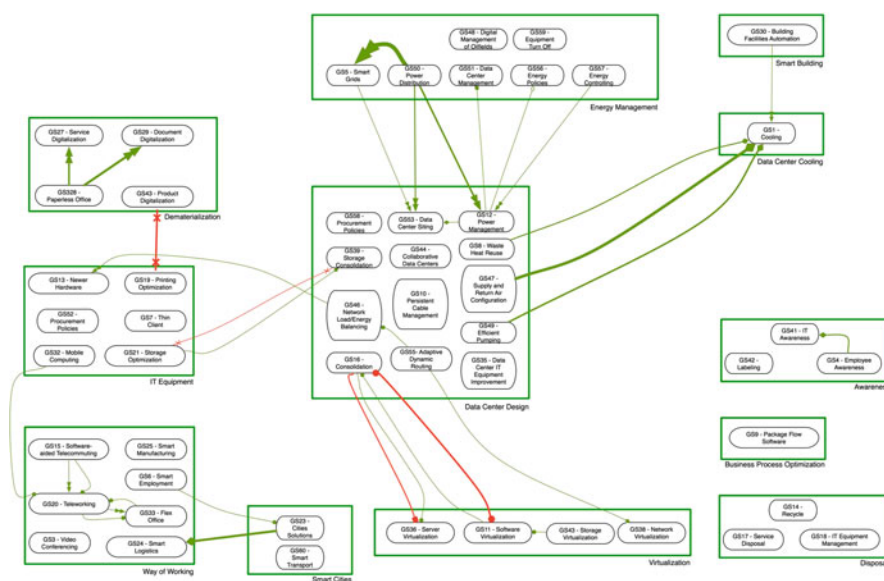 GS48 - Digital
Management
of Oilfields
GS59 - Equipment
Turn Off
GS5 - Smart
Grids
GS50 - Power
Distribution
GS51 - Data
Center
Management
GS56 -
Energy
Policies
GS57 -
Energy
Controlling
Energy Management
GS30 - Building
Facilities Automation
Smart Building
GS1 - Cooling
Data Center Cooling
GS27 - Service
Digitalization
GS29 - Document
Digitalization
GS328 -
Paperless Office
GS43 - Product
Digitalization
Dematerialization
GS58 -
Procurement
Policies
GS53 - Data
Center Siting
GS12 -
Power
Management
GS39 -
Storage
Consolidation
GS44 -
Collaborative
Data Centers
GS8 - Waste
Heat Reuse
GS47 -
Supply and
Return Air
Configuration
GS10 -
Persistent
Cable
Management
GS46 -
Network
Load/Energy
Balancing
GS49 -
Efficient
Pumping
GS16 -
Consolidation
GS55- Adaptive
Dynamic
Routing
GS35 - Data
Center IT
Equipment
Improvement
Data Center Design
GS13 - Newer
Hardware
GS19 - Printing
Optimization
GS52 -
Procurement
Policies
GS7 - Thin
Client
GS32 - Mobile
Computing
GS21 - Storage
Optimization
IT Equipment
GS41 - IT
Awareness
GS42 -
Labeling
GS4 - Employee
Awareness
Awareness
GS9 - Package Flow
Software
Business Process Optimization
GS15 - Software-
aided Telecommuting
GS25 - Smart
Manufacturing
GS6 - Smart
Employment
GS20 - Teleworking
GS33 - Flex
Office
GS3 - Video
Conferencing
GS24 - Smart
Logistics
Way of Working
GS23 -
Cities
Solutions
GS60 -
Smart
Transport
Smart Cities
GS36 - Server
Virtualization
GS11 - Software
Virtualization
GS43 - Storage
Virtualization
GS38 - Network
Virtualization
Virtualization
GS14 -
Recycle
GS17 - Service
Disposal
GS18 - IT Equipment
Management
Disposal